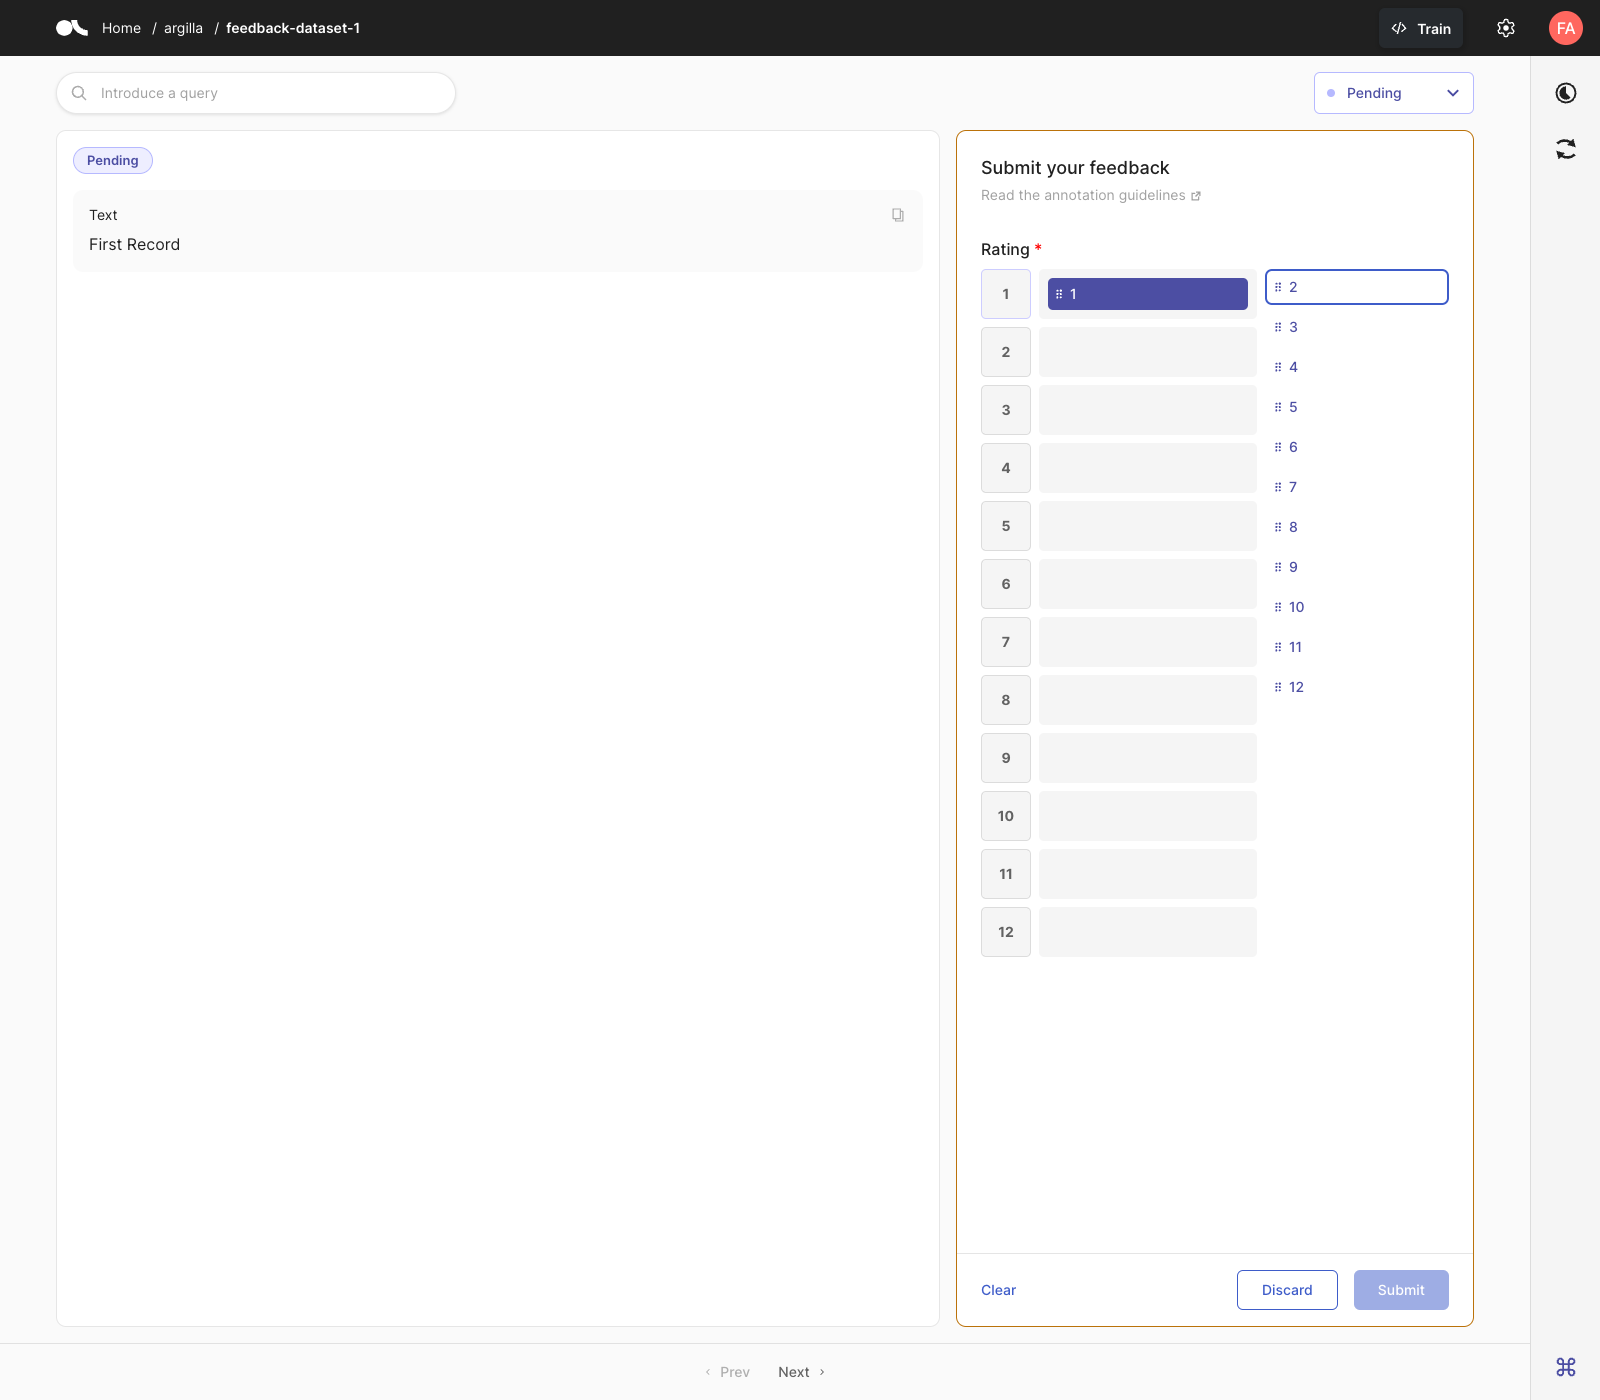 Home / argilla / feedback-dataset-1
Train
FA
Introduce a query
Pending
Pending
Text
First Record
Submit your feedback
Read the annotation guidelines
Rating *
1
1
2
2
3
3
4
4
5
5
6
6
7
7
8
8
9
9
10
10
11
11
12
12
Clear
Discard
Submit
Prev
Next